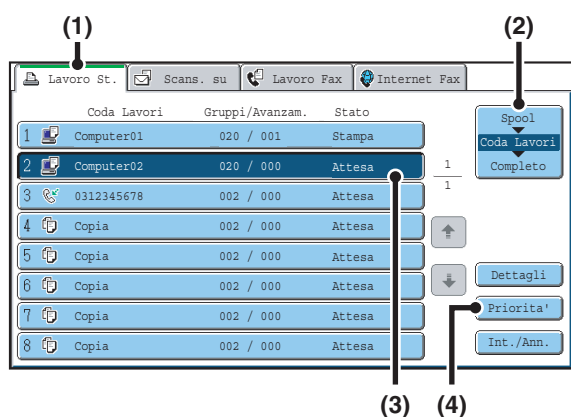 (1)
(2)
Lavoro St.
Scans. su
Lavoro Fax
Internet Fax
Coda Lavori Gruppi/Avanzam. Stato
1 Computer01 020 / 001 Stampa
2 Computer02 020 / 000 Attesa
3 0312345678 002 / 000 Attesa
4 Copia 002 / 000 Attesa
5 Copia 002 / 000 Attesa
6 Copia 002 / 000 Attesa
7 Copia 002 / 000 Attesa
8 Copia 002 / 000 Attesa
1
1
Spool
Coda Lavori
Completo
Dettagli
Priorita'
Int./Ann.
(3)
(4)